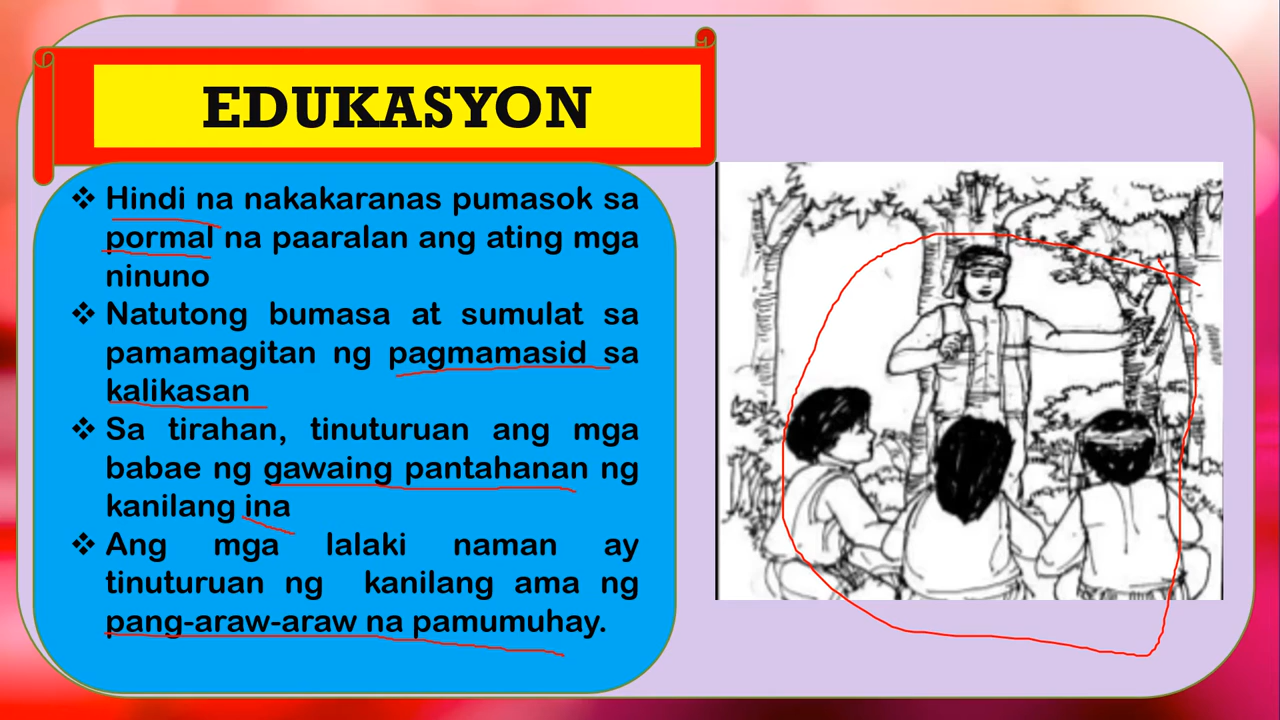 EDUKASYON
❖ Hindi na nakakaranas pumasok sa
pormal na paaralan ang ating mga
ninuno
❖ Natutong bumasa at sumulat sa
pamamagitan ng pagmamasid sa
kalikasan
❖ Sa tirahan, tinuturuan ang mga
babae ng gawaing pantahanan ng
kanilang ina
❖ Ang mga lalaki naman ay
tinuturuan ng kanilang ama ng
pang-araw-araw na pamumuhay.